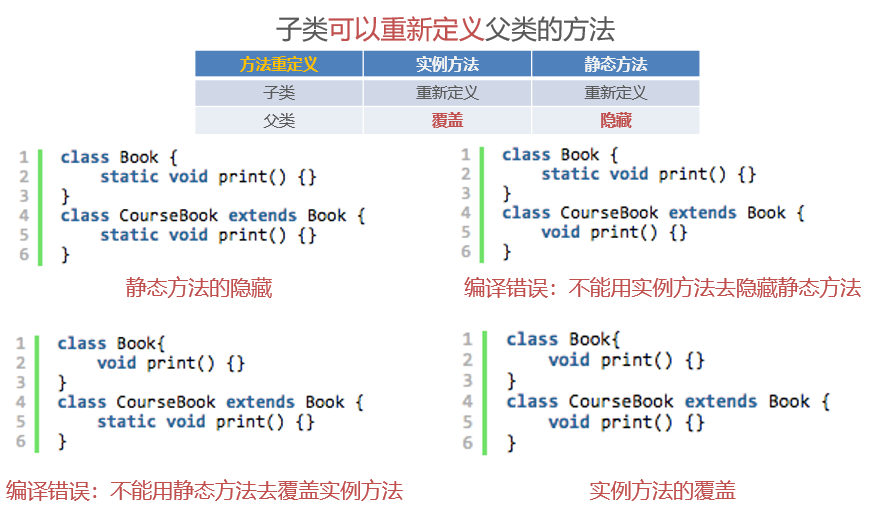 子类可以重新定义父类的方法
方法重定义 实例方法 静态方法
子类 重新定义 重新定义
父类 覆盖 隐藏
1 class Book {
2 static void print() {}
3 }
4 class CourseBook extends Book {
5 static void print() {}
6 }
静态方法的隐藏
1 class Book {
2 static void print() {}
3 }
4 class CourseBook extends Book {
5 void print() {}
6 }
编译错误：不能用实例方法去隐藏静态方法
1 class Book{
2 void print() {}
3 }
4 class CourseBook extends Book {
5 static void print() {}
6 }
编译错误：不能用静态方法去覆盖实例方法
1 class Book{
2 void print() {}
3 }
4 class CourseBook extends Book {
5 void print() {}
6 }
实例方法的覆盖